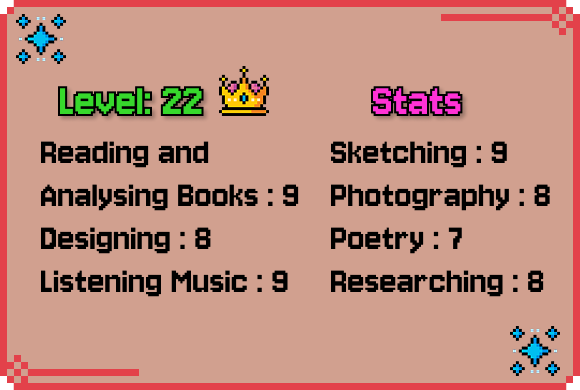 Level: 22
Stats
Reading and
Analysing Books : 9
Designing : 8
Listening Music : 9
Sketching : 9
Photography : 8
Poetry : 7
Researching : 8